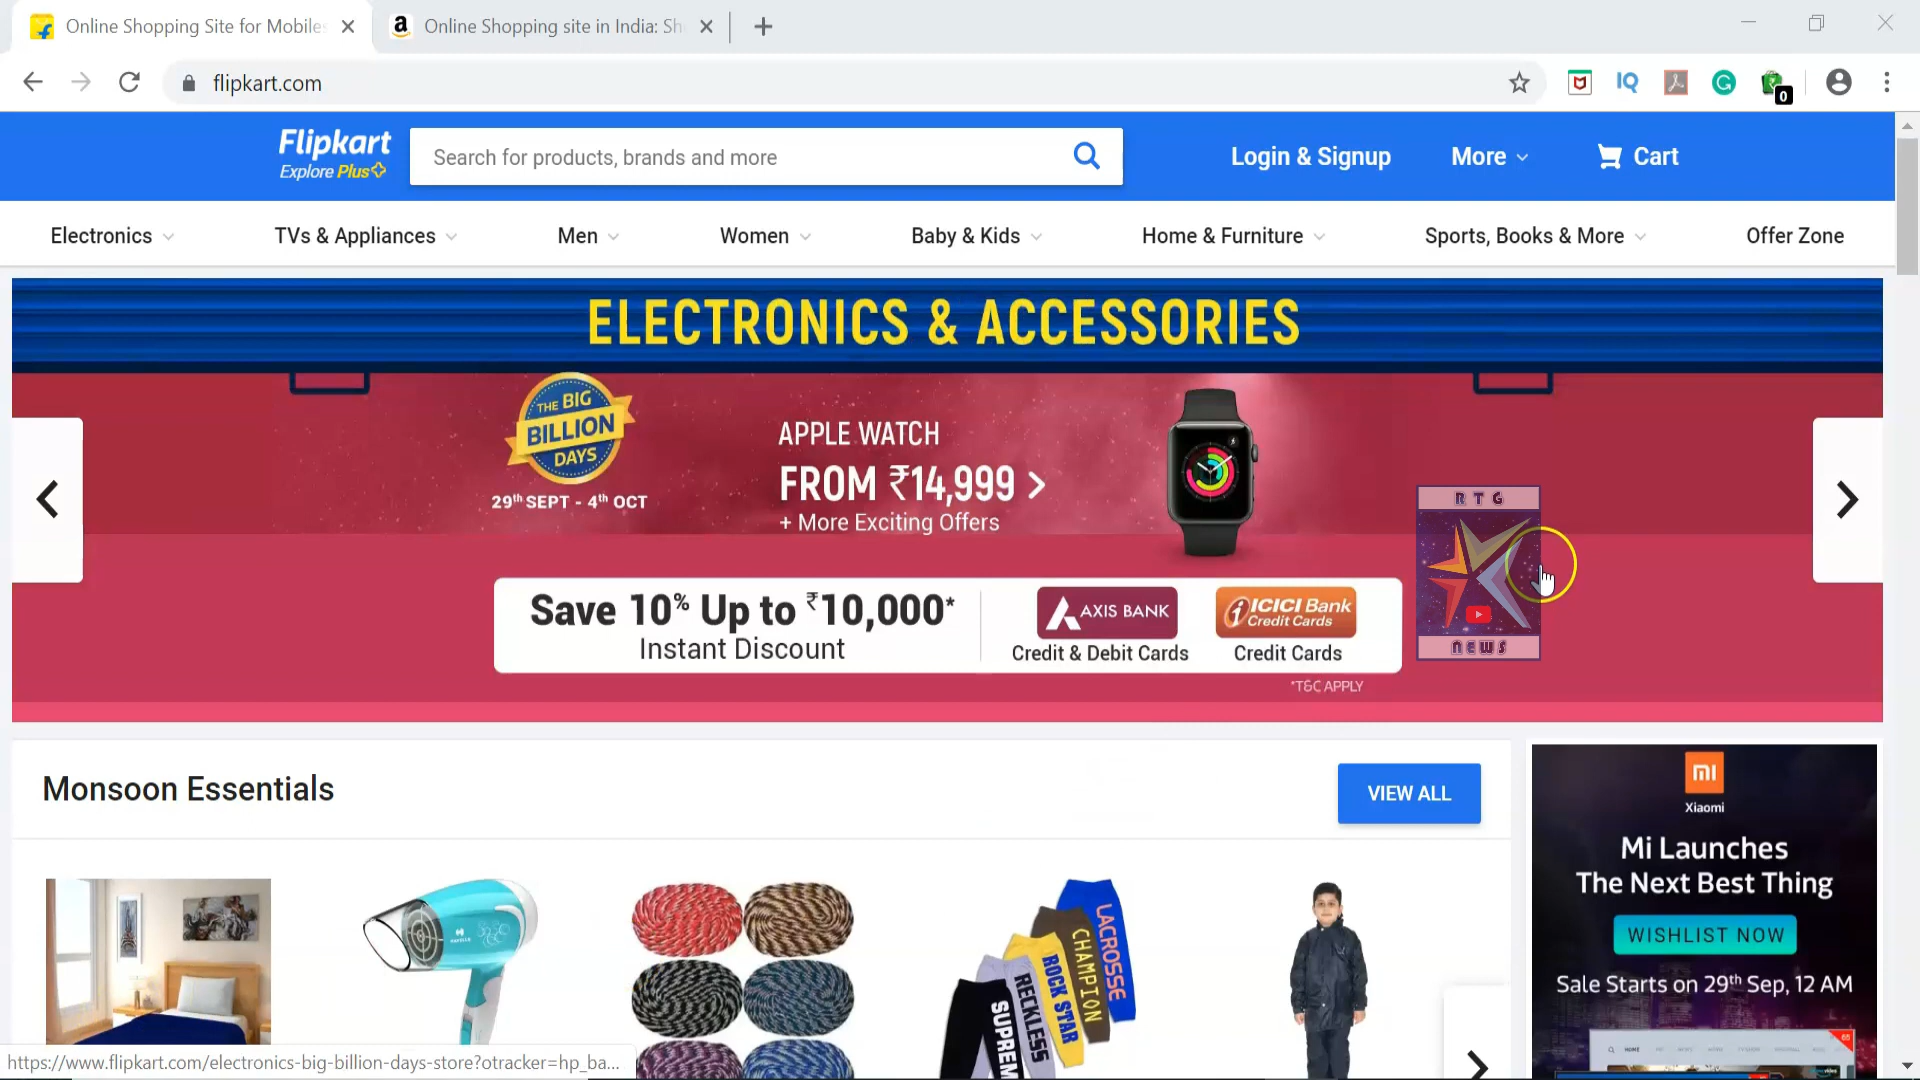 Online Shopping Site for Mobiles
Online Shopping site in India: Sh
flipkart.com
0
Flipkart
Explore Plus
Search for products, brands and more
Login & Signup
More
Cart
Electronics
TVs & Appliances
Men
Women
Baby & Kids
Home & Furniture
Sports, Books & More
Offer Zone
ELECTRONICS & ACCESSORIES
THE BIG
BILLION
DAYS
29th SEPT - 4th OCT
APPLE WATCH
FROM ₹14,999
+ More Exciting Offers
RTG
NEWS
Save 10% Up to ₹10,000*
Instant Discount
AXIS BANK
Credit & Debit Cards
ICICI Bank
Credit Cards
Credit Cards
*T&C APPLY
Monsoon Essentials
VIEW ALL
LACROSSE
CHAMPION
ROCK STAR
RECKLESS
SUPREM
mi
Xiaomi
Mi Launches
The Next Best Thing
WISHLIST NOW
Sale Starts on 29th Sep, 12 AM
https://www.flipkart.com/electronics-big-billion-days-store?otracker=hp_ba...